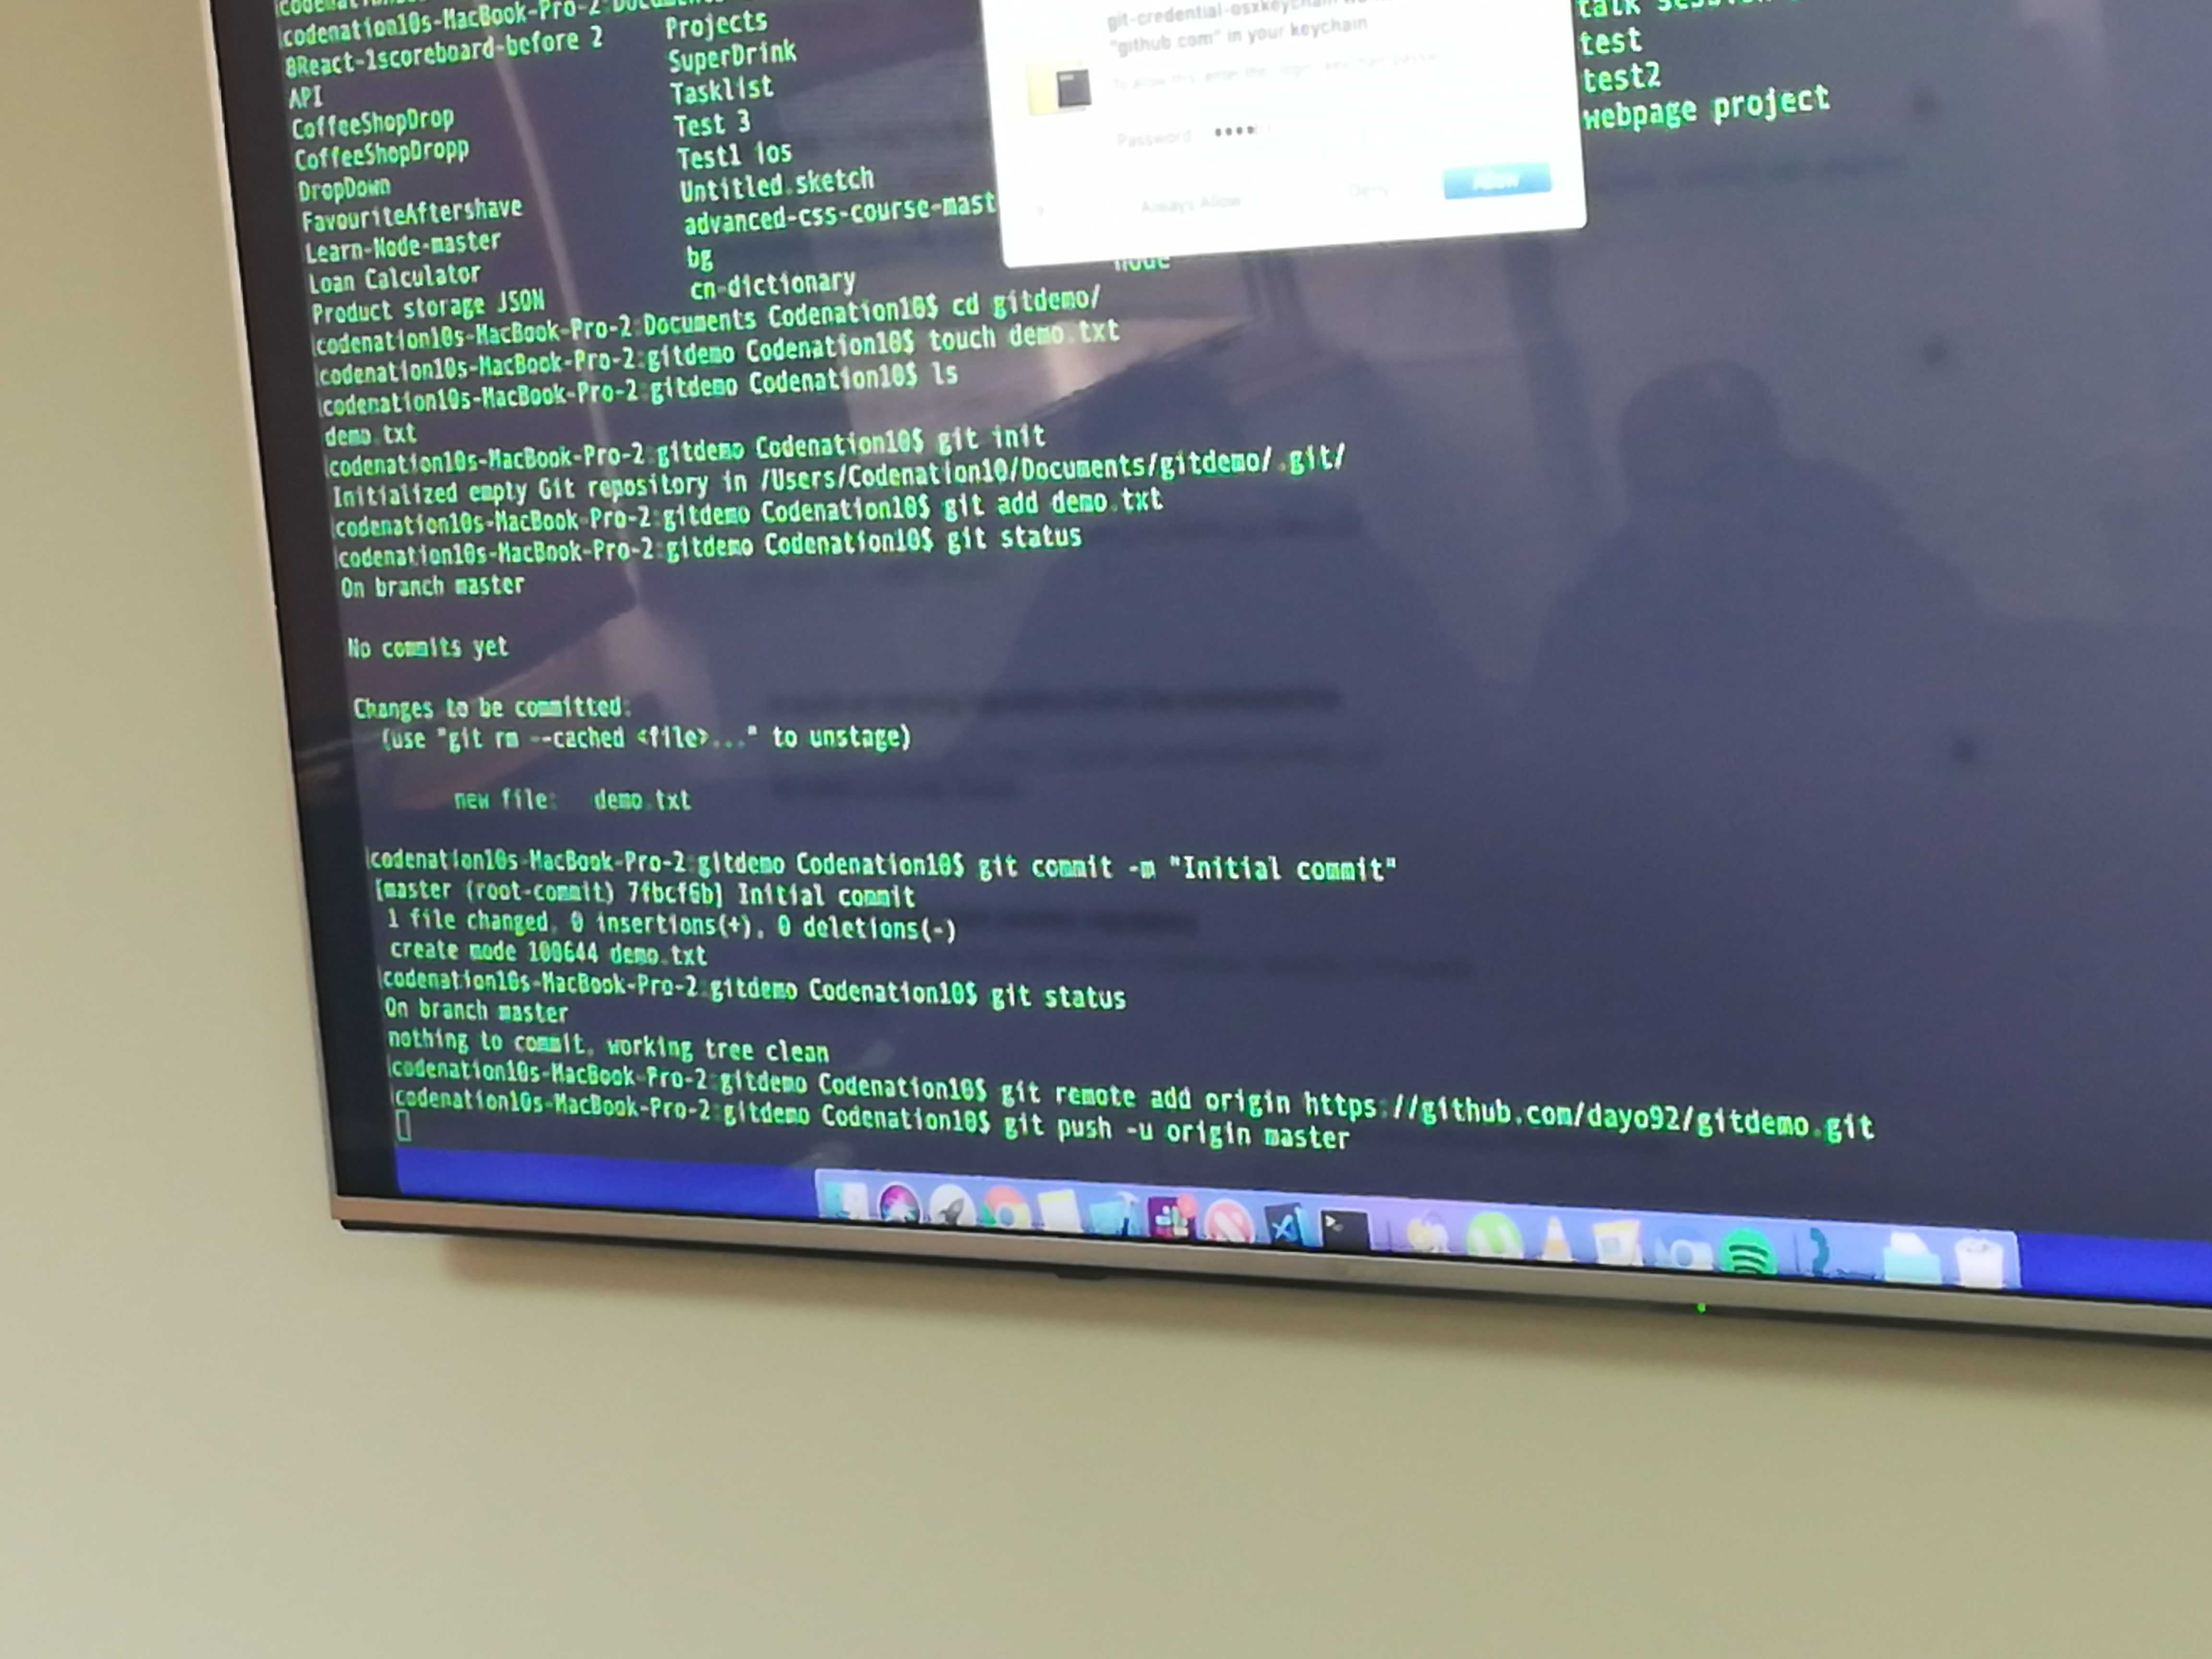 codenation10s-MacBook-Pro-2:
8React-1scoreboard-before 2
API
CoffeeShopDrop
CoffeeShopDropp
DropDown
FavouriteAftershave
Learn-Node-master
Loan Calculator
Product storage JSON
Projects
SuperDrink
Tasklist
Test 3
Test1 ios
Untitled.sketch
advanced-css-course-mast
bg
cn-dictionary
git-credential-osxkeychain
"github.com" in your keychain
Password:
Always Allow
Deny
Allow
node
talk
test
test2
webpage project
codenation10s-MacBook-Pro-2:Documents Codenation10$ cd gitdemo/
codenation10s-MacBook-Pro-2:gitdemo Codenation10$ touch demo.txt
codenation10s-MacBook-Pro-2:gitdemo Codenation10$ ls
demo.txt
codenation10s-MacBook-Pro-2:gitdemo Codenation10$ git init
Initialized empty Git repository in /Users/Codenation10/Documents/gitdemo/.git/
codenation10s-MacBook-Pro-2:gitdemo Codenation10$ git add demo.txt
codenation10s-MacBook-Pro-2:gitdemo Codenation10$ git status
On branch master
No commits yet
Changes to be committed:
(use "git rm --cached <file>..." to unstage)
new file: demo.txt
codenation10s-MacBook-Pro-2:gitdemo Codenation10$ git commit -m "Initial commit"
[master (root-commit) 7fbcf6b] Initial commit
1 file changed, 0 insertions(+), 0 deletions(-)
create mode 100644 demo.txt
codenation10s-MacBook-Pro-2:gitdemo Codenation10$ git status
On branch master
nothing to commit, working tree clean
codenation10s-MacBook-Pro-2:gitdemo Codenation10$ git remote add origin https://github.com/dayo92/gitdemo.git
codenation10s-MacBook-Pro-2:gitdemo Codenation10$ git push -u origin master